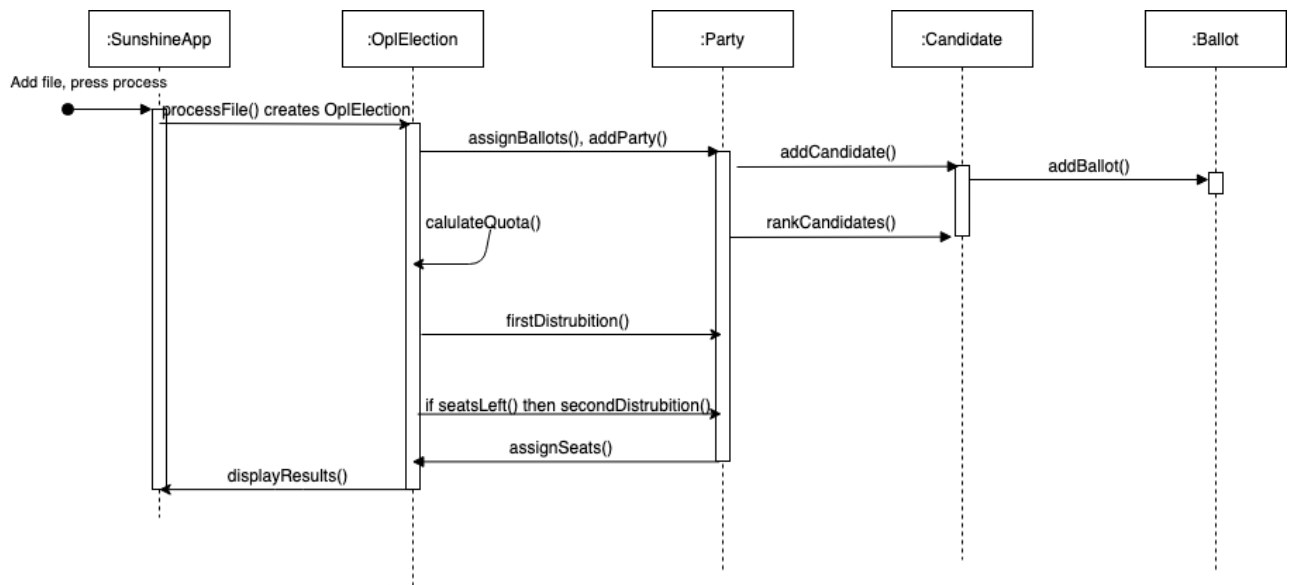 :SunshineApp
:OplElection
:Party
:Candidate
:Ballot
Add file, press process
processFile() creates OplElection
assignBallots(), addParty()
addCandidate()
addBallot()
calulateQuota()
rankCandidates()
firstDistrubition()
if seatsLeft() then secondDistrubition()
assignSeats()
displayResults()